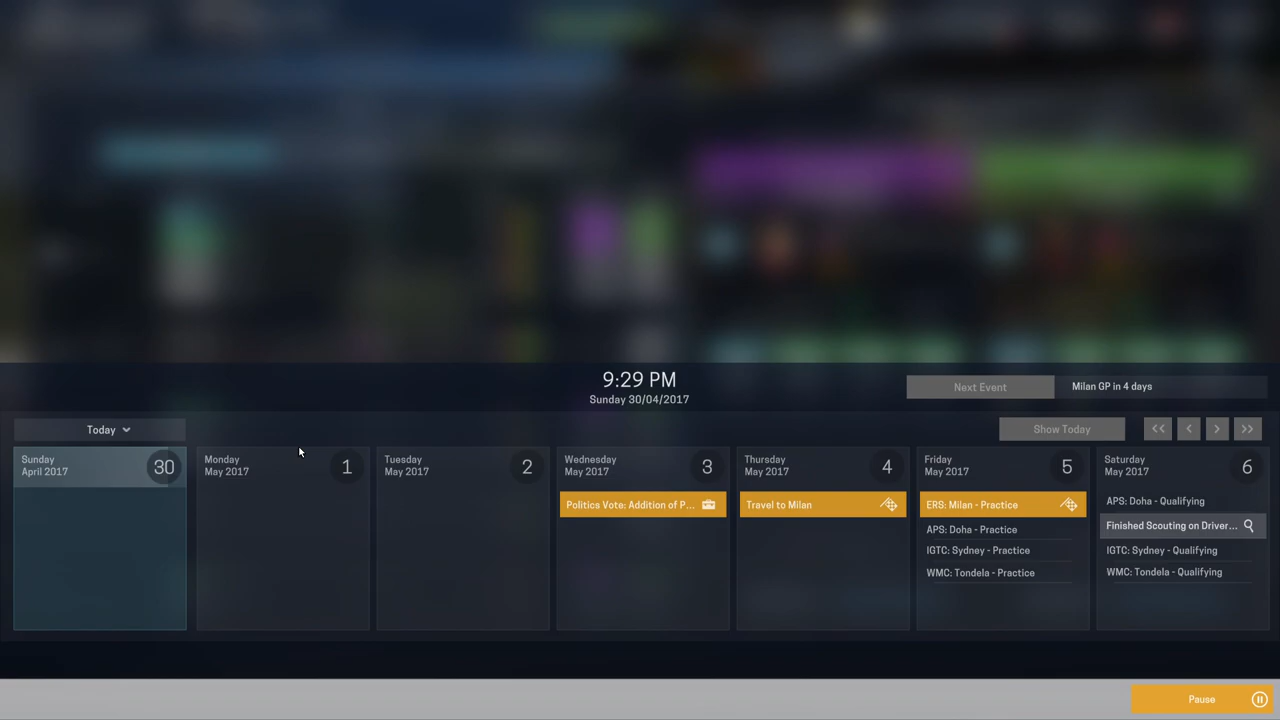 9:29 PM
Sunday 30/04/2017
Next Event
Milan GP in 4 days
Today
Show Today
<< < > >>
Sunday
April 2017
30
Monday
May 2017
1
Tuesday
May 2017
2
Wednesday
May 2017
3
Politics Vote: Addition of P...
Thursday
May 2017
4
Travel to Milan
Friday
May 2017
5
ERS: Milan - Practice
APS: Doha - Practice
IGTC: Sydney - Practice
WMC: Tondela - Practice
Saturday
May 2017
6
APS: Doha - Qualifying
Finished Scouting on Driver...
IGTC: Sydney - Qualifying
WMC: Tondela - Qualifying
Pause